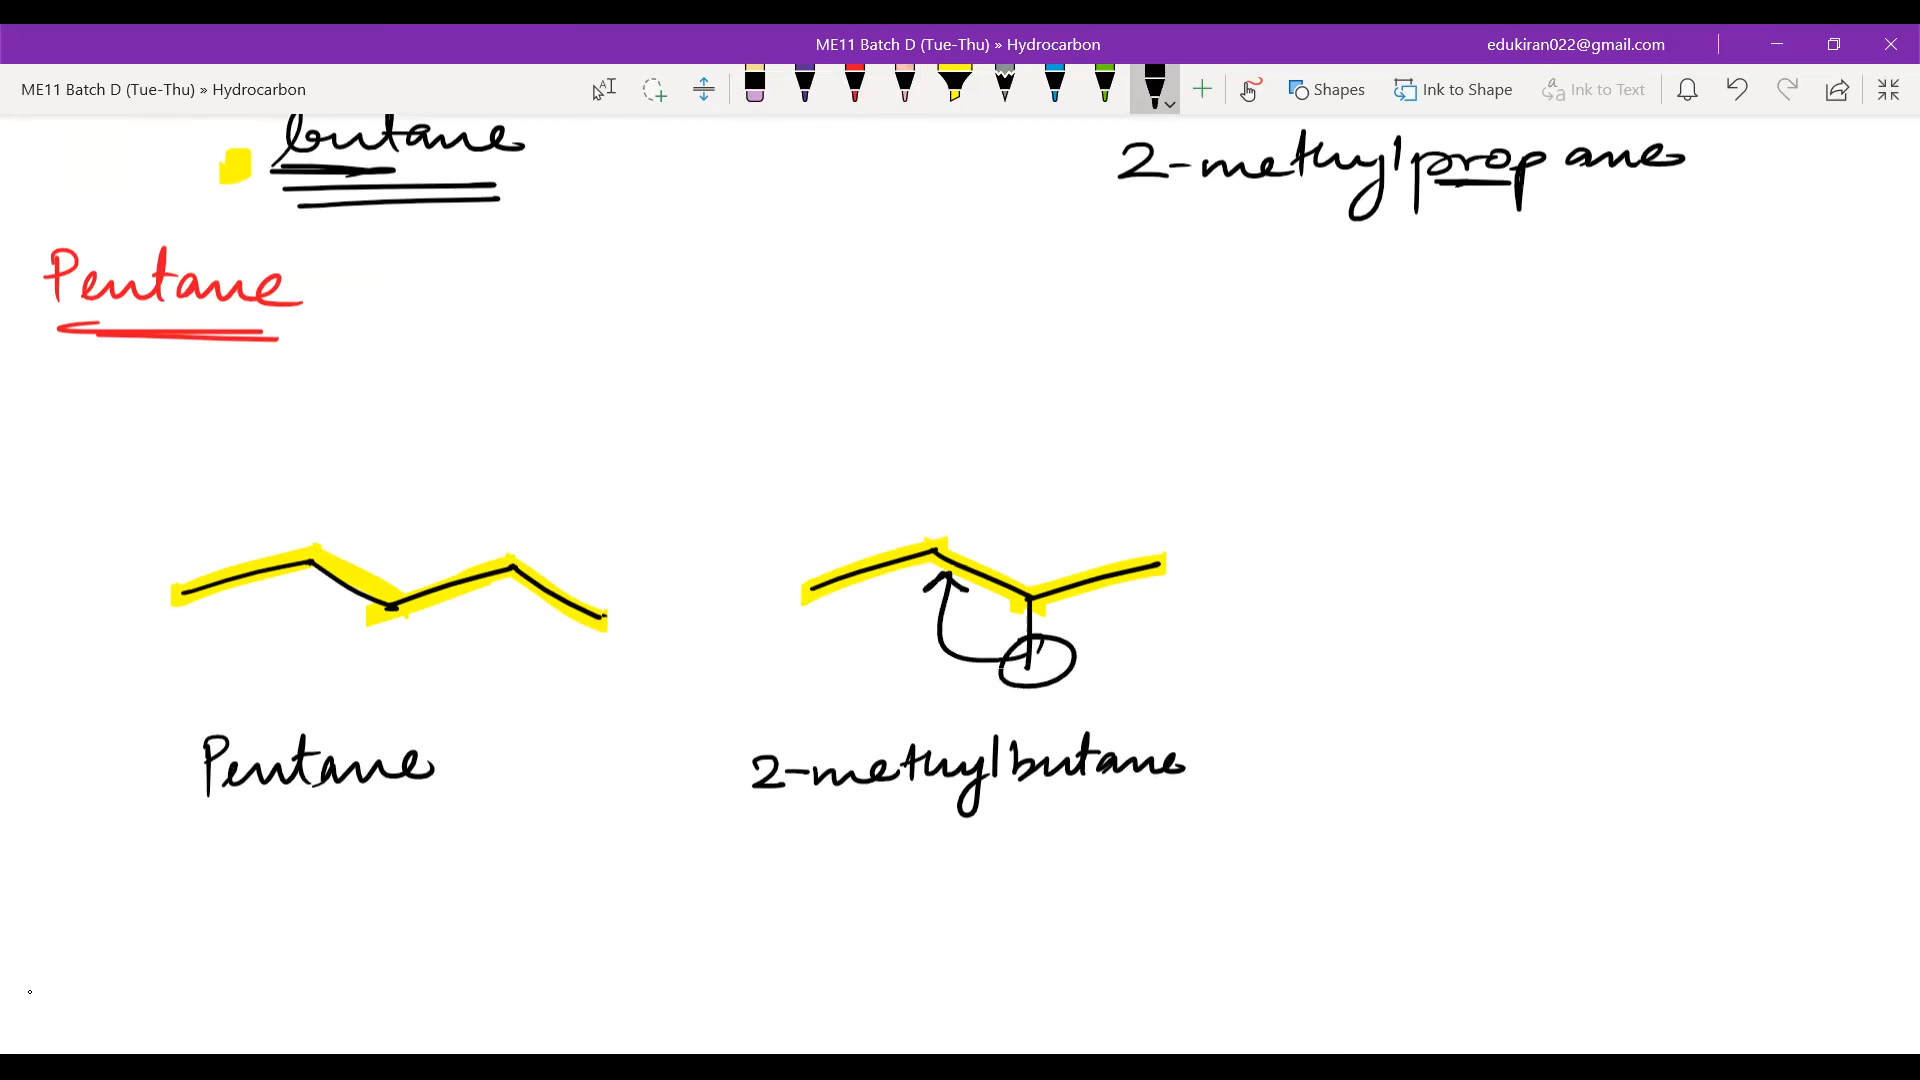 ME11 Batch D (Tue-Thu) » Hydrocarbon
edukiran022@gmail.com
ME11 Batch D (Tue-Thu) » Hydrocarbon
Shapes
Ink to Shape
Ink to Text
butane
2-methylpropane
Pentane
Pentane
2-methylbutane